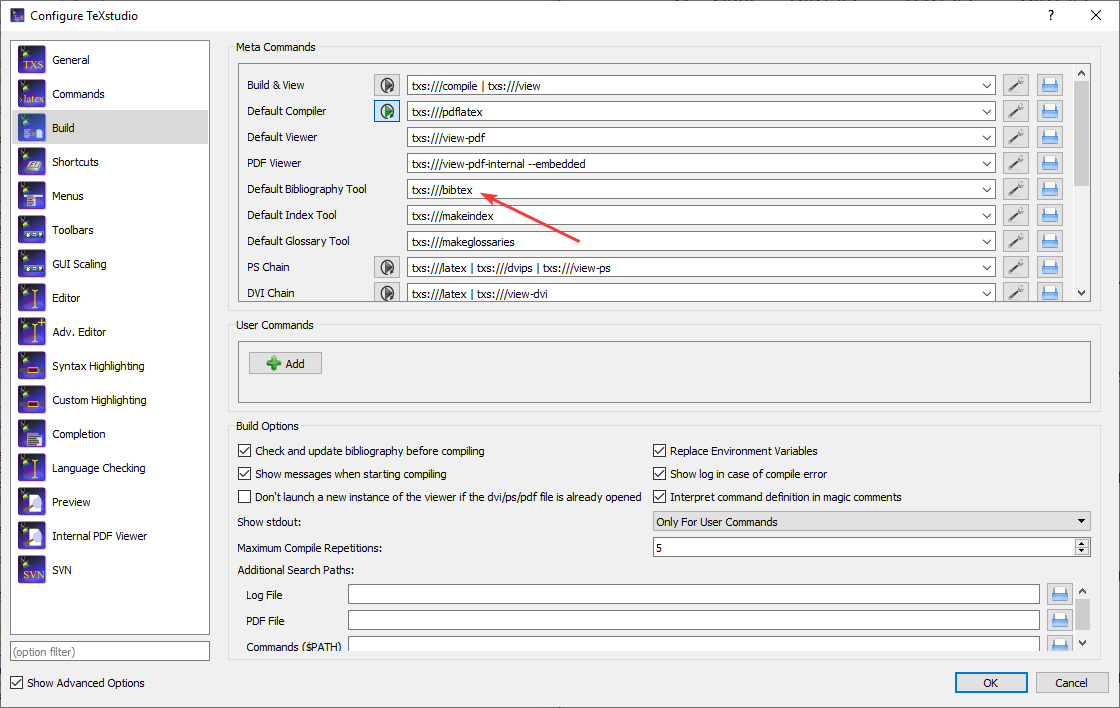 Configure TeXstudio
?
General
Commands
Build
Shortcuts
Menus
Toolbars
GUI Scaling
Editor
Adv. Editor
Syntax Highlighting
Custom Highlighting
Completion
Language Checking
Preview
Internal PDF Viewer
SVN
(option filter)
Show Advanced Options
Meta Commands
Build & View txs:///compile | txs:///view
Default Compiler txs:///pdflatex
Default Viewer txs:///view-pdf
PDF Viewer txs:///view-pdf-internal --embedded
Default Bibliography Tool txs:///bibtex
Default Index Tool txs:///makeindex
Default Glossary Tool txs:///makeglossaries
PS Chain txs:///latex | txs:///dvips | txs:///view-ps
DVI Chain txs:///latex | txs:///view-dvi
User Commands
Add
Build Options
Check and update bibliography before compiling
Replace Environment Variables
Show messages when starting compiling
Show log in case of compile error
Don't launch a new instance of the viewer if the dvi/ps/pdf file is already opened
Interpret command definition in magic comments
Show stdout: Only For User Commands
Maximum Compile Repetitions: 5
Additional Search Paths:
Log File
PDF File
Commands ($PATH)
OK Cancel